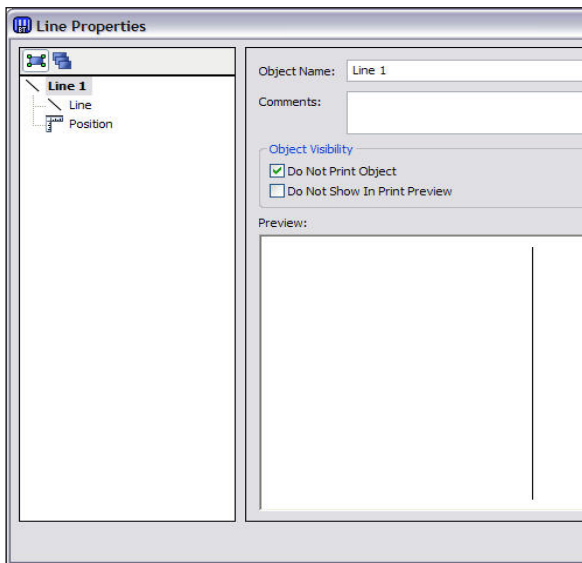 Line Properties
Line 1
Line
Position
Object Name: Line 1
Comments:
Object Visibility
Do Not Print Object
Do Not Show In Print Preview
Preview: